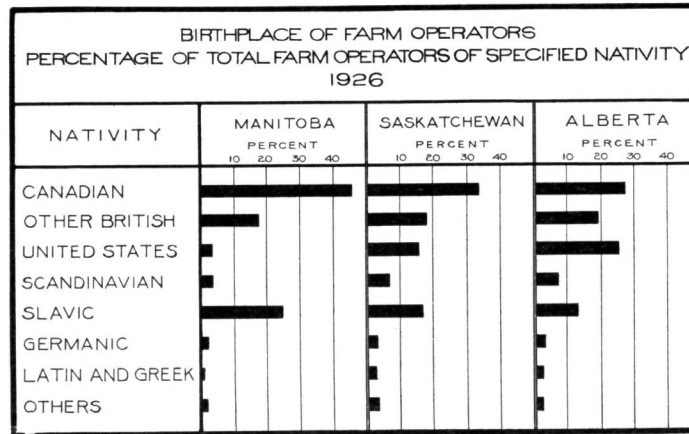 BIRTHPLACE OF FARM OPERATORS
PERCENTAGE OF TOTAL FARM OPERATORS OF SPECIFIED NATIVITY
1926
NATIVITY
MANITOBA
PERCENT
10 20 30 40
SASKATCHEWAN
PERCENT
10 20 30 40
ALBERTA
PERCENT
10 20 30 40
CANADIAN
OTHER BRITISH
UNITED STATES
SCANDINAVIAN
SLAVIC
GERMANIC
LATIN AND GREEK
OTHERS